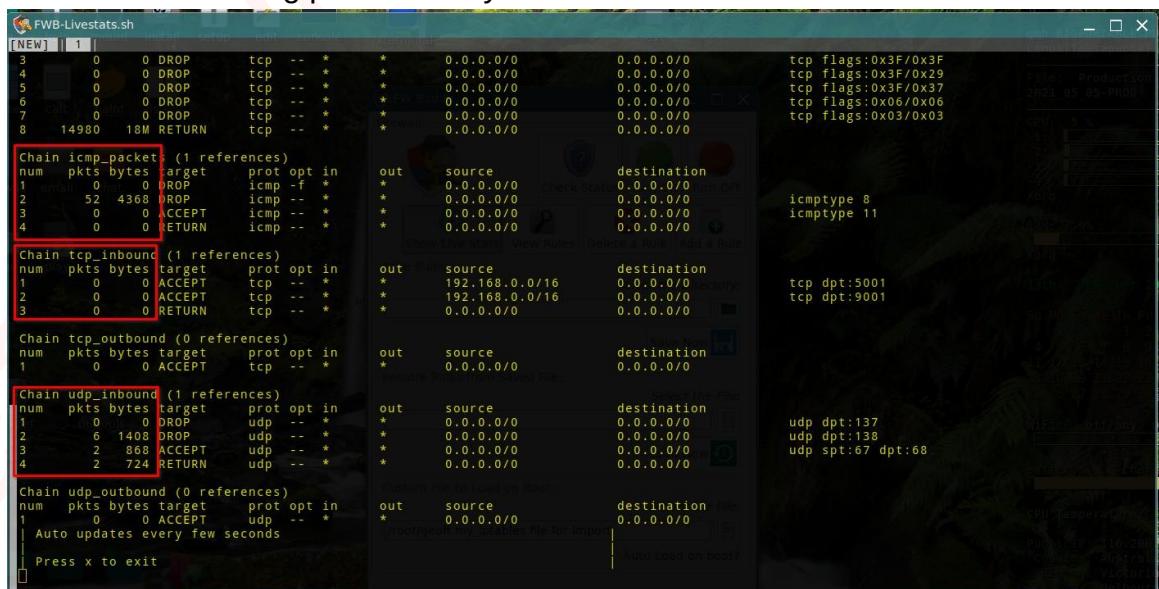 FWB-Livestats.sh
[NEW] 1
3 0 0 DROP tcp -- * * 0.0.0.0/0 0.0.0.0/0 tcp flags:0x3F/0x3F
4 0 0 DROP tcp -- * * 0.0.0.0/0 0.0.0.0/0 tcp flags:0x3F/0x29
5 0 0 DROP tcp -- * * 0.0.0.0/0 0.0.0.0/0 tcp flags:0x3F/0x37
6 0 0 DROP tcp -- * * 0.0.0.0/0 0.0.0.0/0 tcp flags:0x06/0x06
7 0 0 DROP tcp -- * * 0.0.0.0/0 0.0.0.0/0 tcp flags:0x03/0x03
8 14980 18M RETURN tcp -- * * 0.0.0.0/0 0.0.0.0/0
Chain icmp_packets (1 references)
num pkts bytes target prot opt in out source destination
1 0 0 DROP icmp -f * * 0.0.0.0/0 0.0.0.0/0
2 52 4368 DROP icmp -- * * 0.0.0.0/0 0.0.0.0/0 icmptype 8
3 0 0 ACCEPT icmp -- * * 0.0.0.0/0 0.0.0.0/0 icmptype 11
4 0 0 RETURN icmp -- * * 0.0.0.0/0 0.0.0.0/0
Chain tcp_inbound (1 references)
num pkts bytes target prot opt in out source destination
1 0 0 ACCEPT tcp -- * * 192.168.0.0/16 0.0.0.0/0 tcp dpt:5001
2 0 0 ACCEPT tcp -- * * 192.168.0.0/16 0.0.0.0/0 tcp dpt:9001
3 0 0 RETURN tcp -- * * 0.0.0.0/0 0.0.0.0/0
Chain tcp_outbound (0 references)
num pkts bytes target prot opt in out source destination
1 0 0 ACCEPT tcp -- * * 0.0.0.0/0 0.0.0.0/0
Chain udp_inbound (1 references)
num pkts bytes target prot opt in out source destination
1 0 0 DROP udp -- * * 0.0.0.0/0 0.0.0.0/0 udp dpt:137
2 6 1408 DROP udp -- * * 0.0.0.0/0 0.0.0.0/0 udp dpt:138
3 2 868 ACCEPT udp -- * * 0.0.0.0/0 0.0.0.0/0 udp spt:67 dpt:68
4 2 724 RETURN udp -- * * 0.0.0.0/0 0.0.0.0/0
Chain udp_outbound (0 references)
num pkts bytes target prot opt in out source destination
1 0 0 ACCEPT udp -- * * 0.0.0.0/0 0.0.0.0/0
| Auto updates every few seconds |
| |
| Press x to exit |